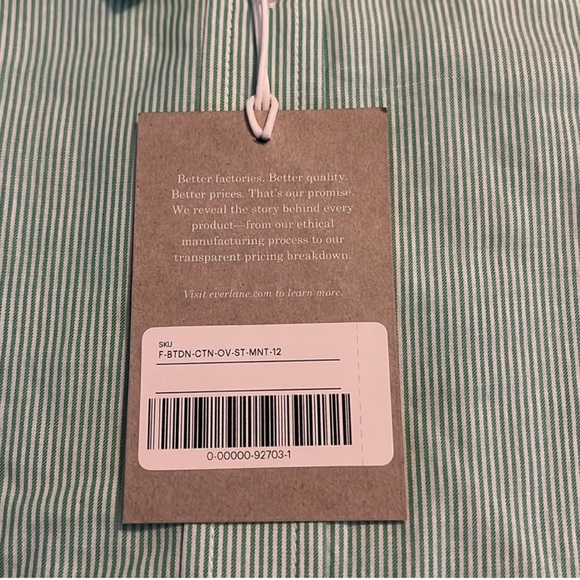 Better factories. Better quality.
Better prices. That's our promise.
We reveal the story behind every
product—from our ethical
manufacturing process to our
transparent pricing breakdown.
Visit everlane.com to learn more.
SKU
F-BTDN-CTN-OV-ST-MNT-12
0-00000-92703-1